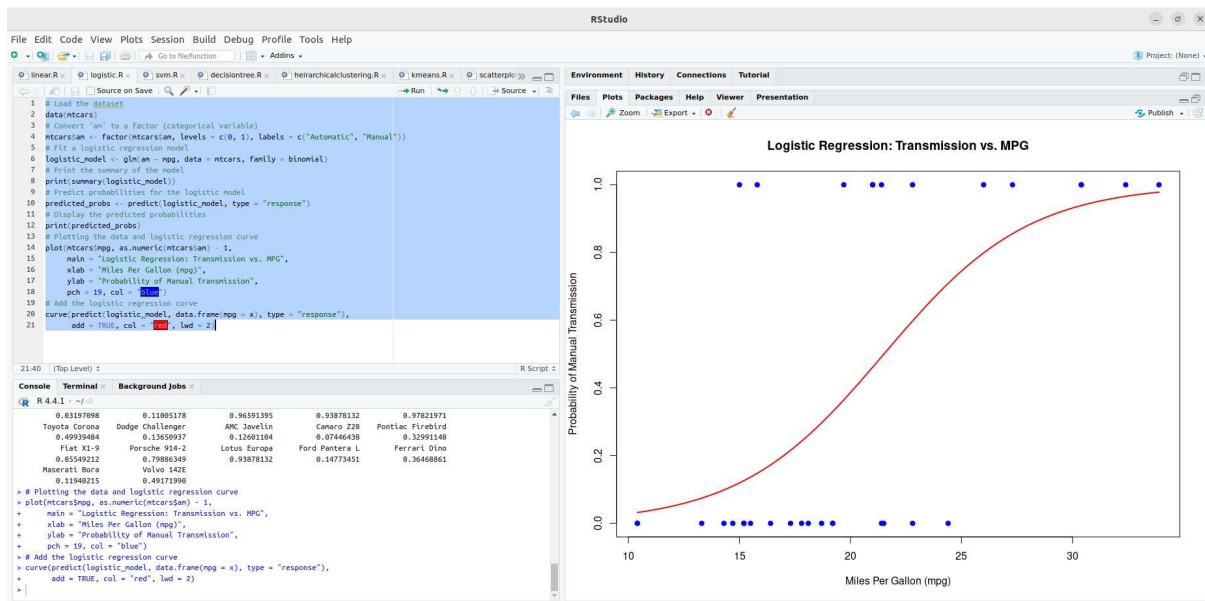 RStudio
File Edit Code View Plots Session Build Debug Profile Tools Help
Go to file/function
Addins
Project: (None)
linear.R
logistic.R
svm.R
decisiontree.R
heirarchicalclustering.R
kmeans.R
scatterplo
Source on Save
Run
Source
1 # Load the dataset
2 data(mtcars)
3 # Convert 'am' to a factor (categorical variable)
4 mtcars$am <- factor(mtcars$am, levels = c(0, 1), labels = c("Automatic", "Manual"))
5 # Fit a logistic regression model
6 logistic_model <- glm(am ~ mpg, data = mtcars, family = binomial)
7 # Print the summary of the model
8 print(summary(logistic_model))
9 # Predict probabilities for the logistic model
10 predicted_probs <- predict(logistic_model, type = "response")
11 # Display the predicted probabilities
12 print(predicted_probs)
13 # Plotting the data and logistic regression curve
14 plot(mtcars$mpg, as.numeric(mtcars$am) - 1,
15 main = "Logistic Regression: Transmission vs. MPG",
16 xlab = "Miles Per Gallon (mpg)",
17 ylab = "Probability of Manual Transmission",
18 pch = 19, col = "blue")
19 # Add the logistic regression curve
20 curve(predict(logistic_model, data.frame(mpg = x), type = "response"),
21 add = TRUE, col = "red", lwd = 2)
21:40 (Top Level) R Script
Console Terminal Background Jobs
R 4.4.1 · ~/
0.03197098 0.11005178 0.96591395 0.93878132 0.97821971
Toyota Corona Dodge Challenger AMC Javelin Camaro Z28 Pontiac Firebird
0.49939484 0.13650937 0.12601104 0.07446438 0.32991148
Fiat X1-9 Porsche 914-2 Lotus Europa Ford Pantera L Ferrari Dino
0.85549212 0.79886349 0.93878132 0.14773451 0.36468861
Maserati Bora Volvo 142E
0.11940215 0.49171990
> # Plotting the data and logistic regression curve
> plot(mtcars$mpg, as.numeric(mtcars$am) - 1,
+ main = "Logistic Regression: Transmission vs. MPG",
+ xlab = "Miles Per Gallon (mpg)",
+ ylab = "Probability of Manual Transmission",
+ pch = 19, col = "blue")
> # Add the logistic regression curve
> curve(predict(logistic_model, data.frame(mpg = x), type = "response"),
+ add = TRUE, col = "red", lwd = 2)
>
Environment History Connections Tutorial
Files Plots Packages Help Viewer Presentation
Zoom Export Publish
Logistic Regression: Transmission vs. MPG
Probability of Manual Transmission
1.0
0.8
0.6
0.4
0.2
0.0
10 15 20 25 30
Miles Per Gallon (mpg)